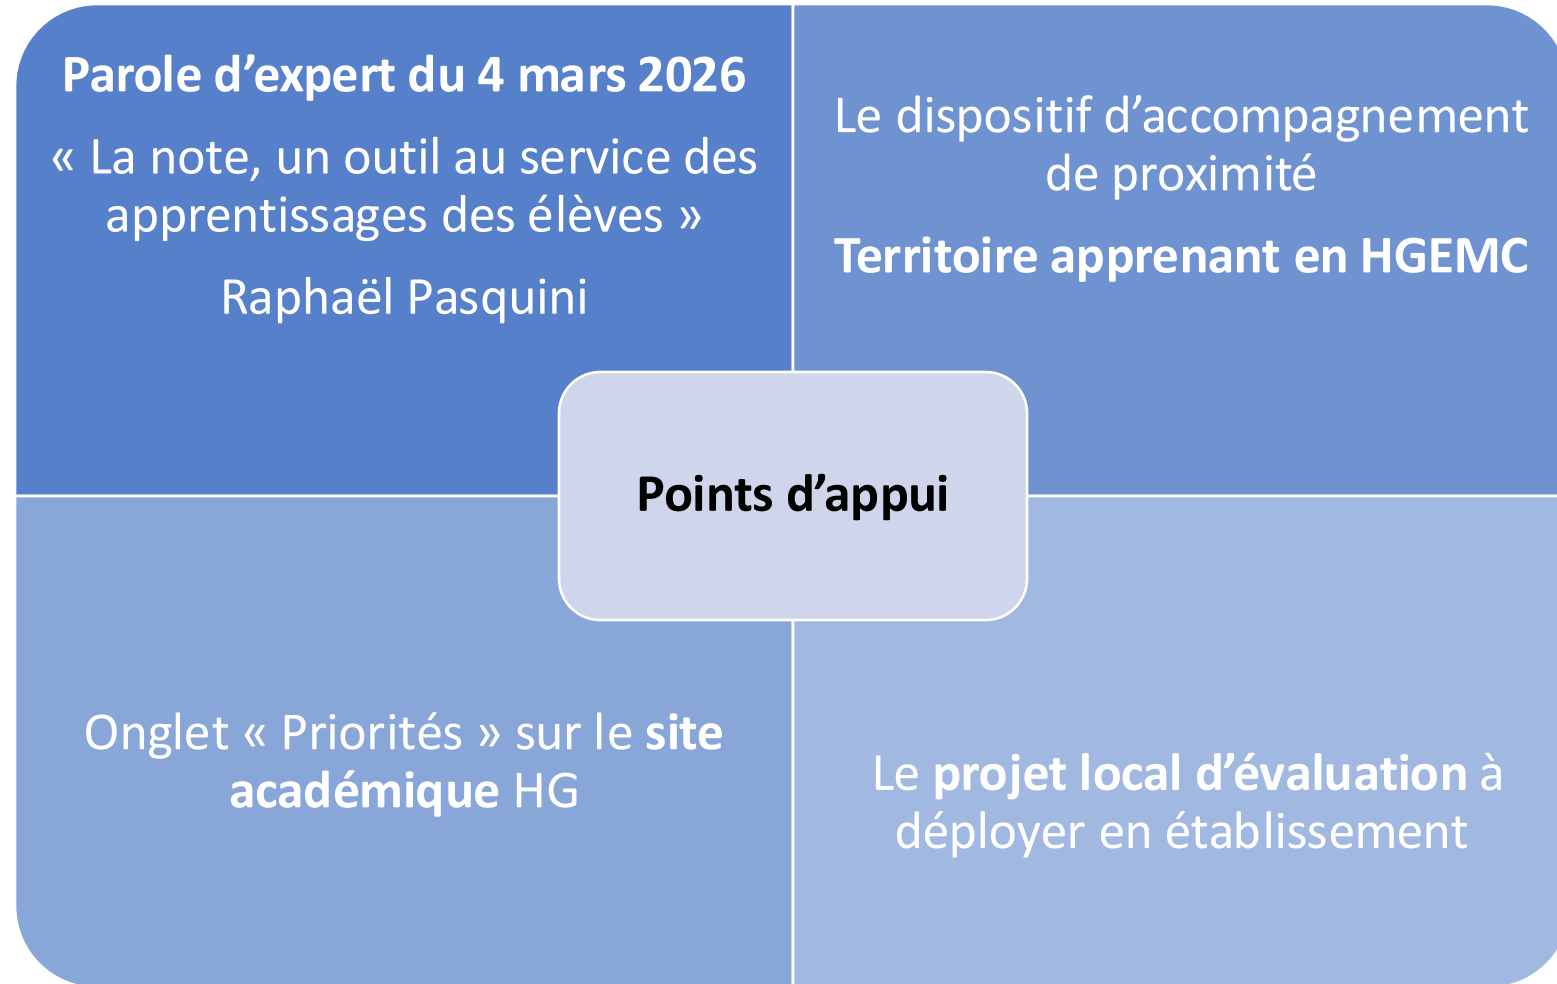 Parole d’expert du 4 mars 2026
« La note, un outil au service des
apprentissages des élèves »
Raphaël Pasquini
Le dispositif d’accompagnement
de proximité
Territoire apprenant en HGEMC
Points d’appui
Onglet « Priorités » sur le site
académique HG
Le projet local d’évaluation à
déployer en établissement